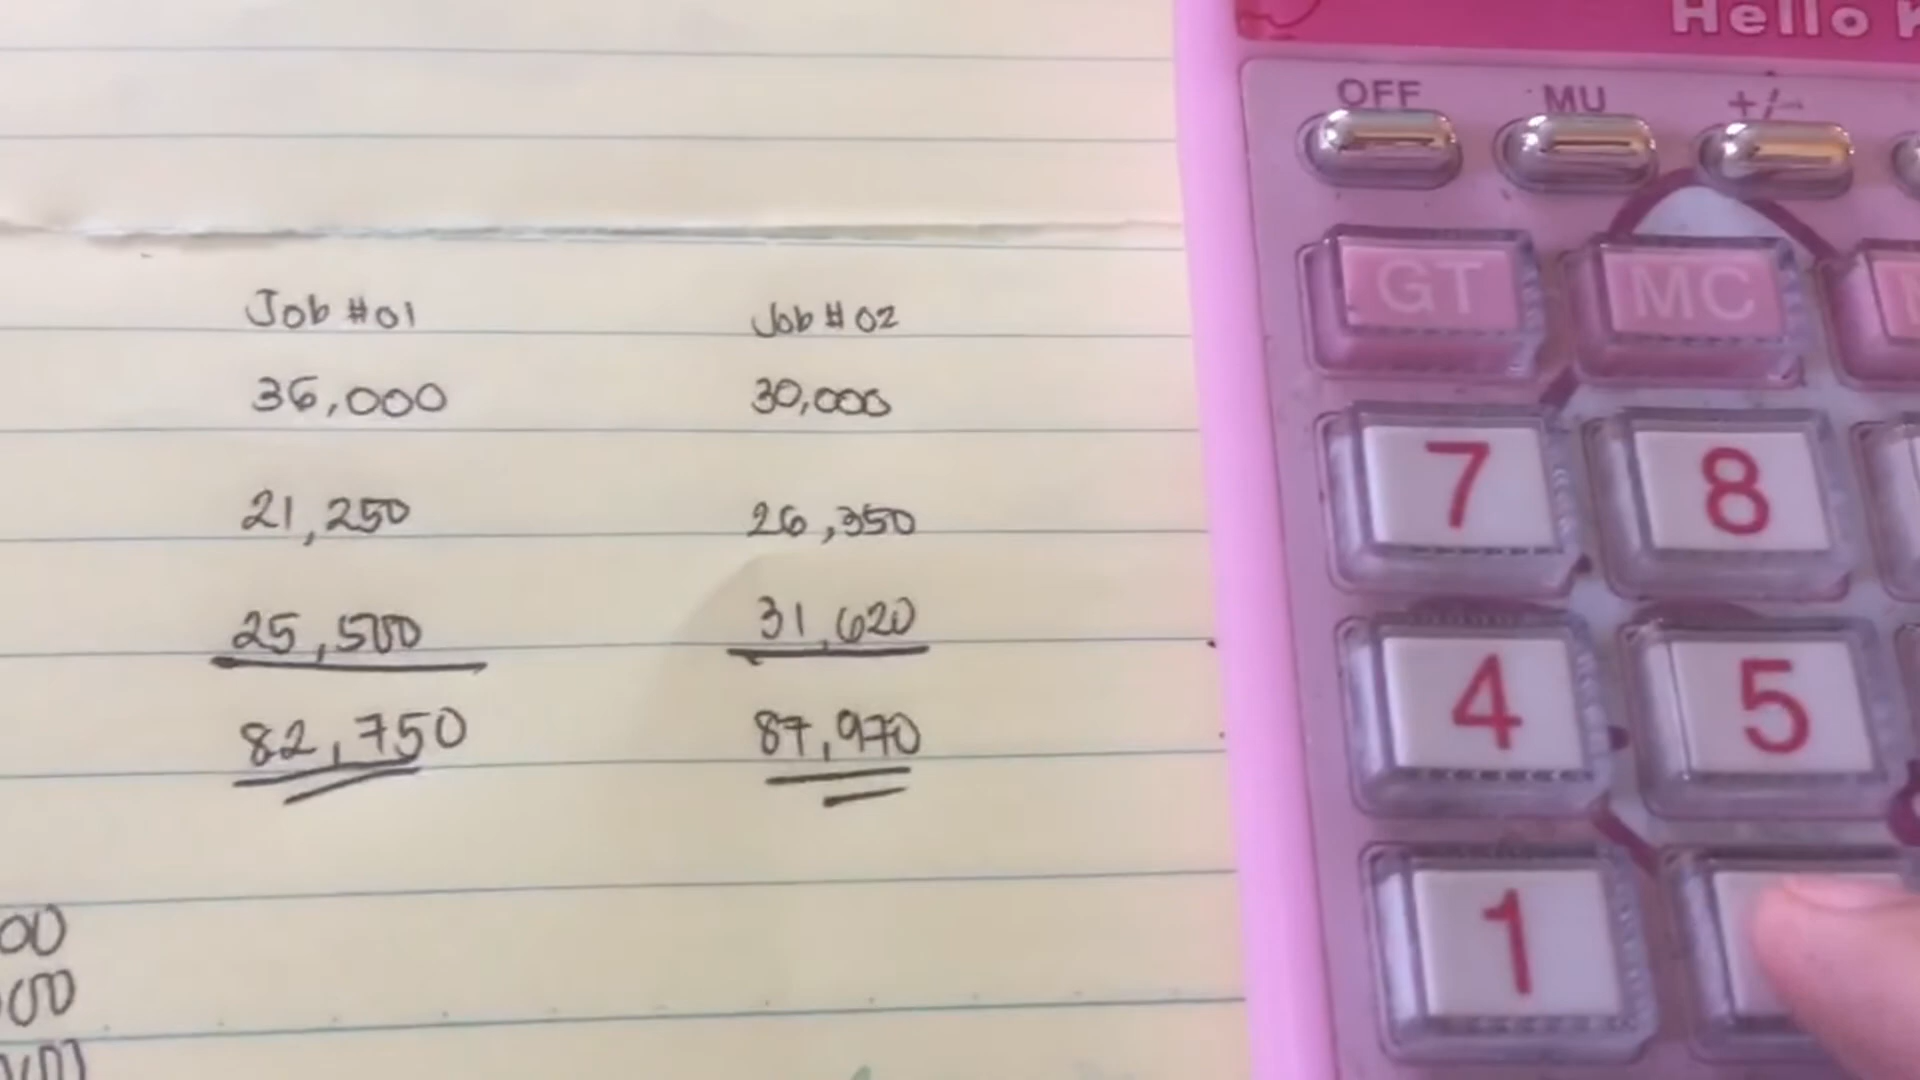 Hello K
OFF MU +/-
GT MC
Job #01 Job #02
36,000 30,000
7 8
21,250 26,350
25,500 31,620
4 5
82,750 87,970
1
00